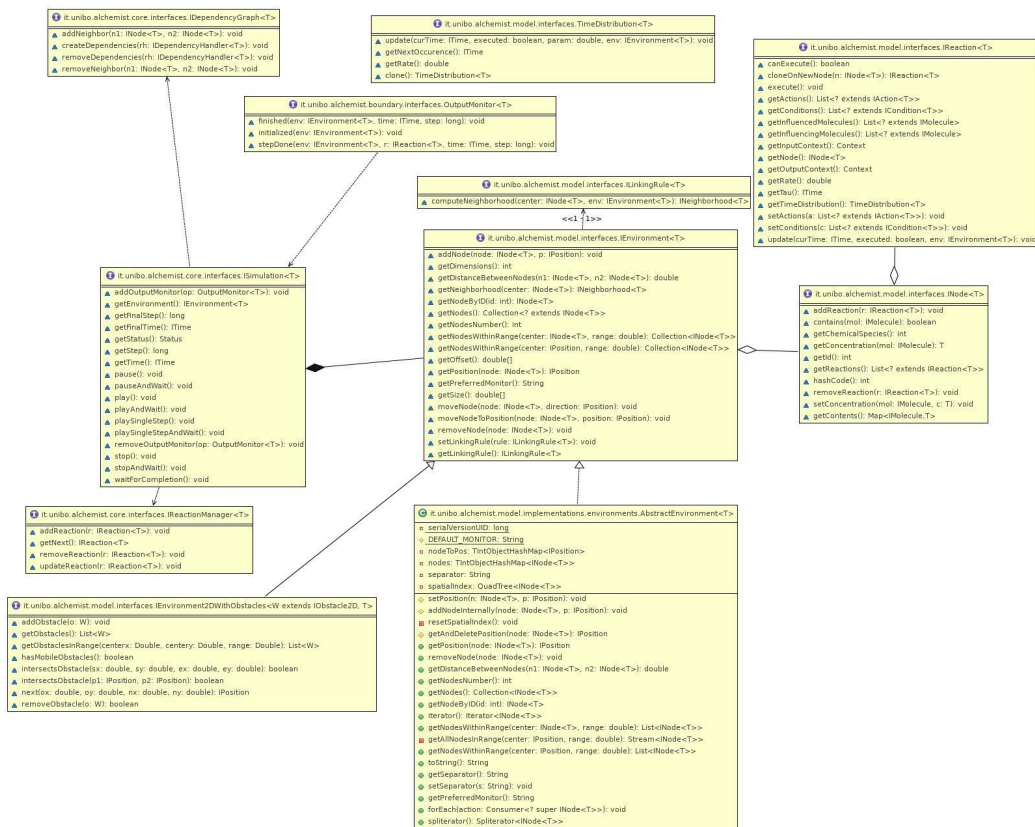 it.unibo.alchemist.core.interfaces.IDependencyGraph<T>
addNeighbor(n1: INode<T>, n2: INode<T>): void
createDependencies(rh: IDependencyHandler<T>): void
removeDependencies(rh: IDependencyHandler<T>): void
removeNeighbor(n1: INode<T>, n2: INode<T>): void
it.unibo.alchemist.model.interfaces.TimeDistribution<T>
update(curTime: ITime, executed: boolean, param: double, env: IEnvironment<T>): void
getNextOccurence(): ITime
getRate(): double
clone(): TimeDistribution<T>
it.unibo.alchemist.model.interfaces.IReaction<T>
canExecute(): boolean
cloneOnNewNode(n: INode<T>): IReaction<T>
execute(): void
getActions(): List<? extends IAction<T>>
getConditions(): List<? extends ICondition<T>>
getInfluencedMolecules(): List<? extends IMolecule>
getInfluencingMolecules(): List<? extends IMolecule>
getInputContext(): Context
getNode(): INode<T>
getOutputContext(): Context
getRate(): double
getTau(): ITime
getTimeDistribution(): TimeDistribution<T>
setActions(a: List<? extends IAction<T>>): void
setConditions(c: List<? extends ICondition<T>>): void
update(curTime: ITime, executed: boolean, env: IEnvironment<T>): void
it.unibo.alchemist.boundary.interfaces.OutputMonitor<T>
finished(env: IEnvironment<T>, time: ITime, step: long): void
initialized(env: IEnvironment<T>): void
stepDone(env: IEnvironment<T>, r: IReaction<T>, time: ITime, step: long): void
it.unibo.alchemist.model.interfaces.ILinkingRule<T>
computeNeighborhood(center: INode<T>, env: IEnvironment<T>): INeighborhood<T>
<<1 - 1>>
it.unibo.alchemist.model.interfaces.IEnvironment<T>
addNode(node: INode<T>, p: IPosition): void
getDimensions(): int
getDistanceBetweenNodes(n1: INode<T>, n2: INode<T>): double
getNeighborhood(center: INode<T>): INeighborhood<T>
getNodeByID(id: int): INode<T>
getNodes(): Collection<? extends INode<T>>
getNodesNumber(): int
getNodesWithinRange(center: INode<T>, range: double): Collection<INode<T>>
getNodesWithinRange(center: IPosition, range: double): Collection<INode<T>>
getOffset(): double[]
getPosition(node: INode<T>): IPosition
getPreferredMonitor(): String
getSize(): double[]
moveNode(node: INode<T>, direction: IPosition): void
moveNodeToPosition(node: INode<T>, position: IPosition): void
removeNode(node: INode<T>): void
setLinkingRule(rule: ILinkingRule<T>): void
getLinkingRule(): ILinkingRule<T>
it.unibo.alchemist.core.interfaces.ISimulation<T>
addOutputMonitor(op: OutputMonitor<T>): void
getEnvironment(): IEnvironment<T>
getFinalStep(): long
getFinalTime(): ITime
getStatus(): Status
getStep(): long
getTime(): ITime
pause(): void
pauseAndWait(): void
play(): void
playAndWait(): void
playSingleStep(): void
playSingleStepAndWait(): void
removeOutputMonitor(op: OutputMonitor<T>): void
stop(): void
stopAndWait(): void
waitForCompletion(): void
it.unibo.alchemist.model.interfaces.INode<T>
addReaction(r: IReaction<T>): void
contains(mol: IMolecule): boolean
getChemicalSpecies(): int
getConcentration(mol: IMolecule): T
getId(): int
getReactions(): List<? extends IReaction<T>>
hashCode(): int
removeReaction(r: IReaction<T>): void
setConcentration(mol: IMolecule, c: T): void
getContents(): Map<IMolecule,T>
it.unibo.alchemist.core.interfaces.IReactionManager<T>
addReaction(r: IReaction<T>): void
getNext(): IReaction<T>
removeReaction(r: IReaction<T>): void
updateReaction(r: IReaction<T>): void
it.unibo.alchemist.model.interfaces.IEnvironment2DWithObstacles<W extends IObstacle2D, T>
addObstacle(o: W): void
getObstacles(): List<W>
getObstaclesInRange(centerx: Double, centery: Double, range: Double): List<W>
hasMobileObstacles(): boolean
intersectsObstacle(sx: double, sy: double, ex: double, ey: double): boolean
intersectsObstacle(p1: IPosition, p2: IPosition): boolean
next(ox: double, oy: double, nx: double, ny: double): IPosition
removeObstacle(o: W): boolean
it.unibo.alchemist.model.implementations.environments.AbstractEnvironment<T>
serialVersionUID: long
DEFAULT_MONITOR: String
nodeToPos: TIntObjectHashMap<IPosition>
nodes: TIntObjectHashMap<INode<T>>
separator: String
spatialIndex: QuadTree<INode<T>>
setPosition(n: INode<T>, p: IPosition): void
addNodeInternally(node: INode<T>, p: IPosition): void
resetSpatialIndex(): void
getAndDeletePosition(node: INode<T>): IPosition
getPosition(node: INode<T>): IPosition
removeNode(node: INode<T>): void
getDistanceBetweenNodes(n1: INode<T>, n2: INode<T>): double
getNodesNumber(): int
getNodes(): Collection<INode<T>>
getNodeByID(id: int): INode<T>
iterator(): Iterator<INode<T>>
getNodesWithinRange(center: INode<T>, range: double): List<INode<T>>
getAllNodesInRange(center: IPosition, range: double): Stream<INode<T>>
getNodesWithinRange(center: IPosition, range: double): List<INode<T>>
toString(): String
getSeparator(): String
setSeparator(s: String): void
getPreferredMonitor(): String
forEach(action: Consumer<? super INode<T>>): void
spliterator(): Spliterator<INode<T>>